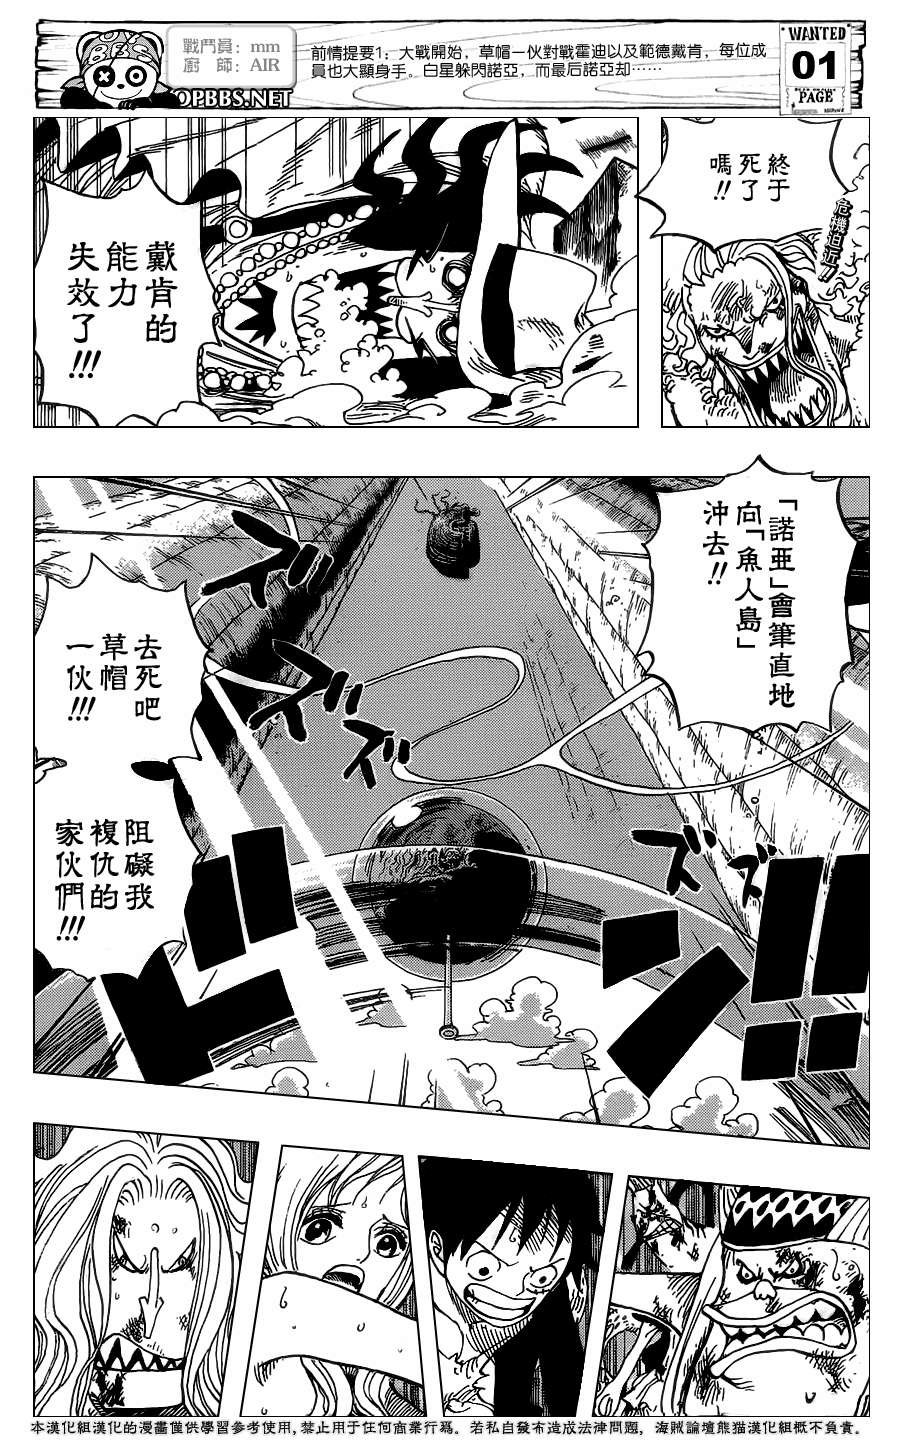 戰鬥員：mm
廚　師：AIR
OPBBS.NET
前情提要1：大戰開始，草帽一伙對戰霍迪以及範德戴肯，每位成
員也大顯身手。白星躲閃諾亞，而最后諾亞却……
WANTED
01
PAGE
終于
死了
嗎!!
危機迫近!!
戴肯的
能力
失效了!!!
「諾亞」會筆直地
向「魚人島」
沖去!!
ズズズ
去死吧
草帽
一伙!!!
阻礙我
複仇的
家伙們!!!
ズズ
本漢化組漢化的漫畫僅供學習參考使用,禁止用于任何商業行爲。若私自發布造成法律問題，海賊論壇熊猫漢化組概不負責。